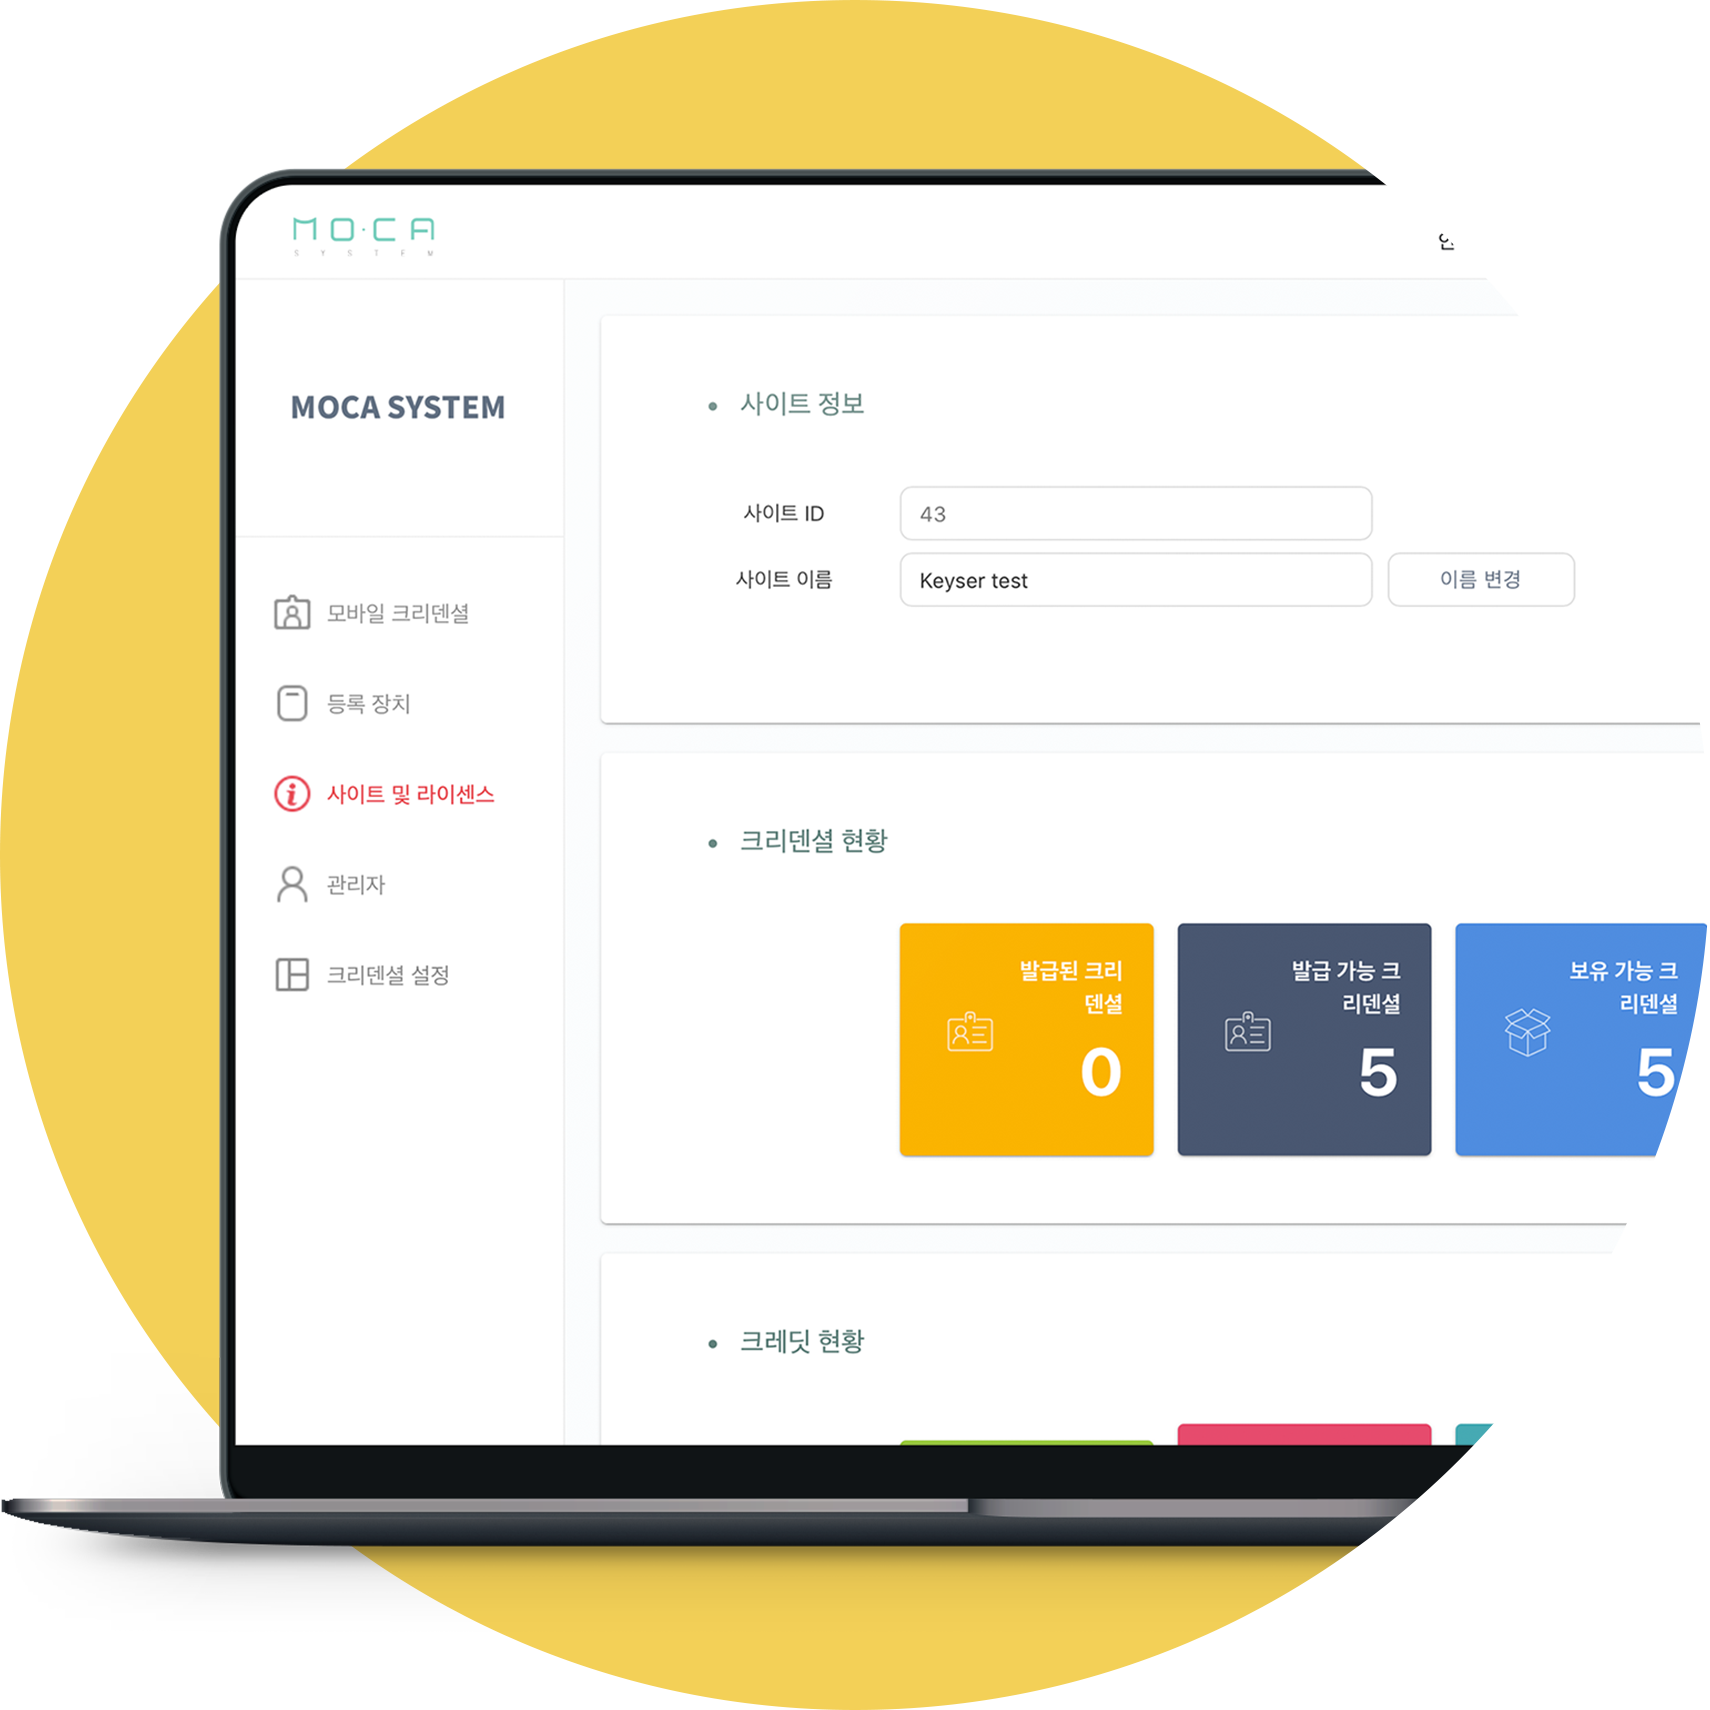 MO·CA
SYSTEM
MOCA SYSTEM
모바일 크리덴셜
등록 장치
사이트 및 라이센스
관리자
크리덴셜 설정
사이트 정보
사이트 ID
43
사이트 이름
Keyser test
이름 변경
크리덴셜 현황
발급된 크리
덴셜
0
발급 가능 크
리덴셜
5
보유 가능 크
리덴셜
5
크레딧 현황